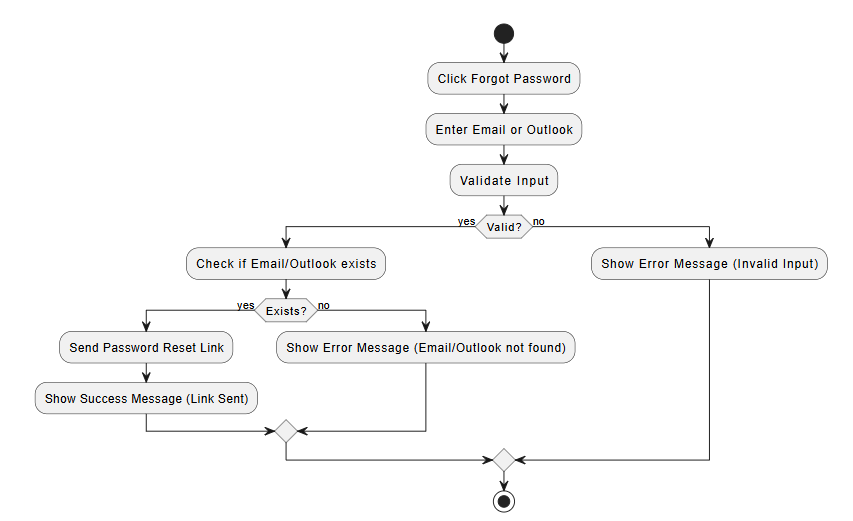 Click Forgot Password
Enter Email or Outlook
Validate Input
yes
Valid?
no
Check if Email/Outlook exists
Show Error Message (Invalid Input)
yes
Exists?
no
Send Password Reset Link
Show Error Message (Email/Outlook not found)
Show Success Message (Link Sent)